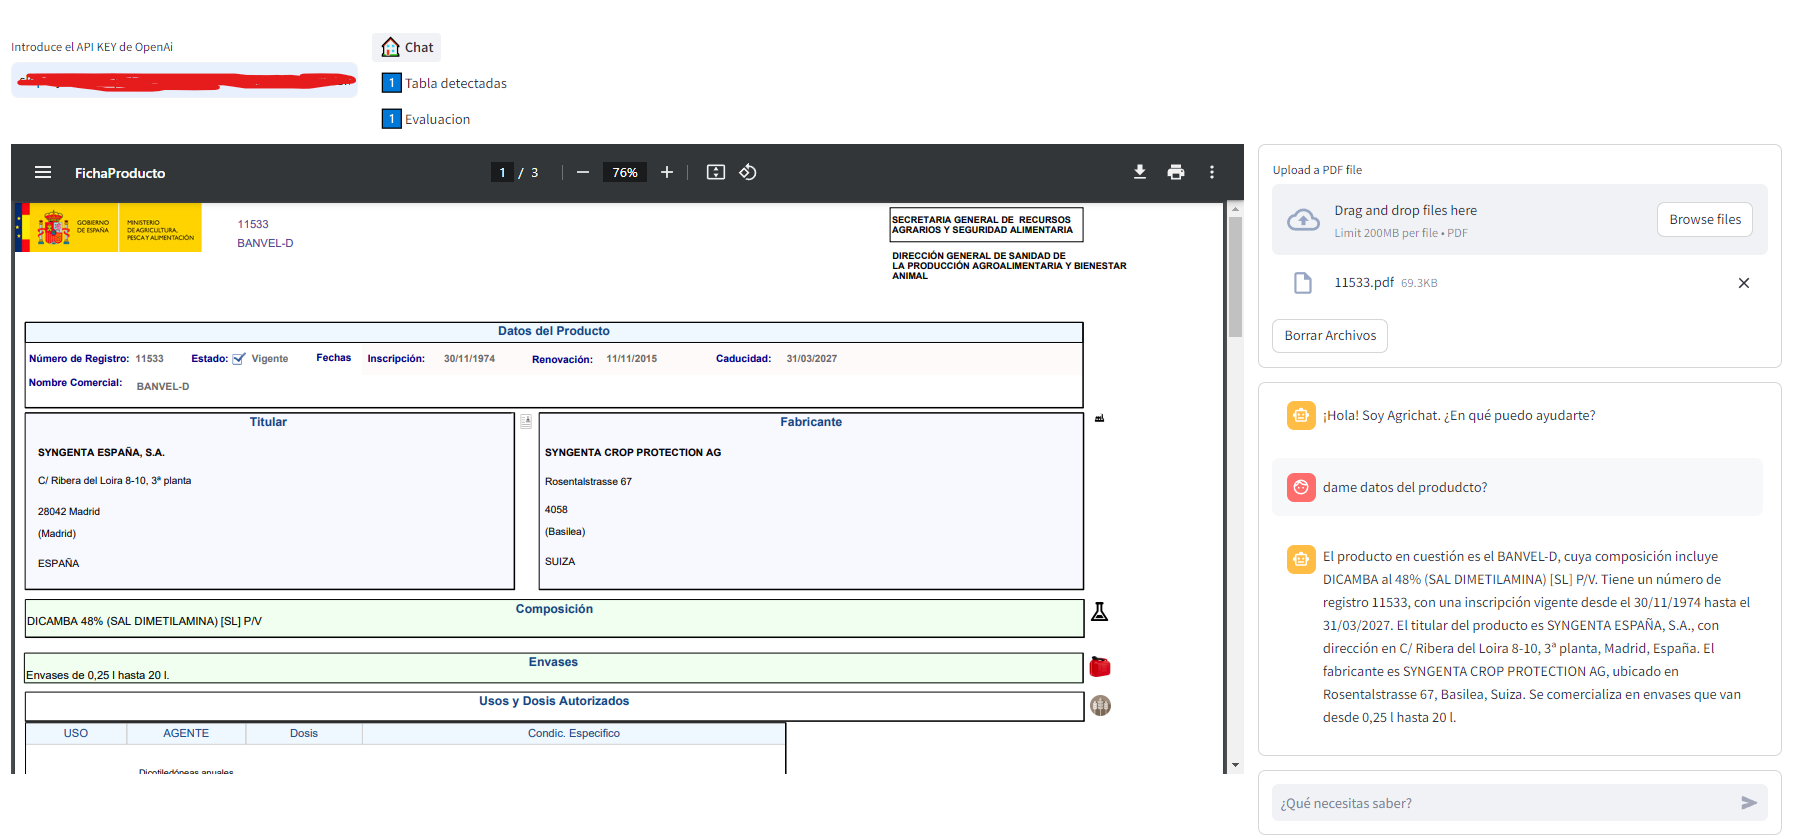 Introduce el API KEY de OpenAi
Chat
1 Tabla detectadas
1 Evaluacion
FichaProducto
1 / 3
76%
GOBIERNO
DE ESPAÑA
MINISTERIO
DE AGRICULTURA,
PESCA Y ALIMENTACIÓN
11533
BANVEL-D
SECRETARIA GENERAL DE RECURSOS
AGRARIOS Y SEGURIDAD ALIMENTARIA
DIRECCIÓN GENERAL DE SANIDAD DE
LA PRODUCCIÓN AGROALIMENTARIA Y BIENESTAR
ANIMAL
Datos del Producto
Número de Registro: 11533 Estado: Vigente Fechas Inscripción: 30/11/1974 Renovación: 11/11/2015 Caducidad: 31/03/2027
Nombre Comercial: BANVEL-D
Titular
SYNGENTA ESPAÑA, S.A.
C/ Ribera del Loira 8-10, 3ª planta
28042 Madrid
(Madrid)
ESPAÑA
Fabricante
SYNGENTA CROP PROTECTION AG
Rosentalstrasse 67
4058
(Basilea)
SUIZA
Composición
DICAMBA 48% (SAL DIMETILAMINA) [SL] P/V
Envases
Envases de 0,25 l hasta 20 l.
Usos y Dosis Autorizados
USO AGENTE Dosis Condic. Especifico
Dicotiledóneas anuales
Upload a PDF file
Drag and drop files here
Limit 200MB per file • PDF
Browse files
11533.pdf 69.3KB
Borrar Archivos
¡Hola! Soy Agrichat. ¿En qué puedo ayudarte?
dame datos del produdcto?
El producto en cuestión es el BANVEL-D, cuya composición incluye
DICAMBA al 48% (SAL DIMETILAMINA) [SL] P/V. Tiene un número de
registro 11533, con una inscripción vigente desde el 30/11/1974 hasta el
31/03/2027. El titular del producto es SYNGENTA ESPAÑA, S.A., con
dirección en C/ Ribera del Loira 8-10, 3ª planta, Madrid, España. El
fabricante es SYNGENTA CROP PROTECTION AG, ubicado en
Rosentalstrasse 67, Basilea, Suiza. Se comercializa en envases que van
desde 0,25 l hasta 20 l.
¿Qué necesitas saber?